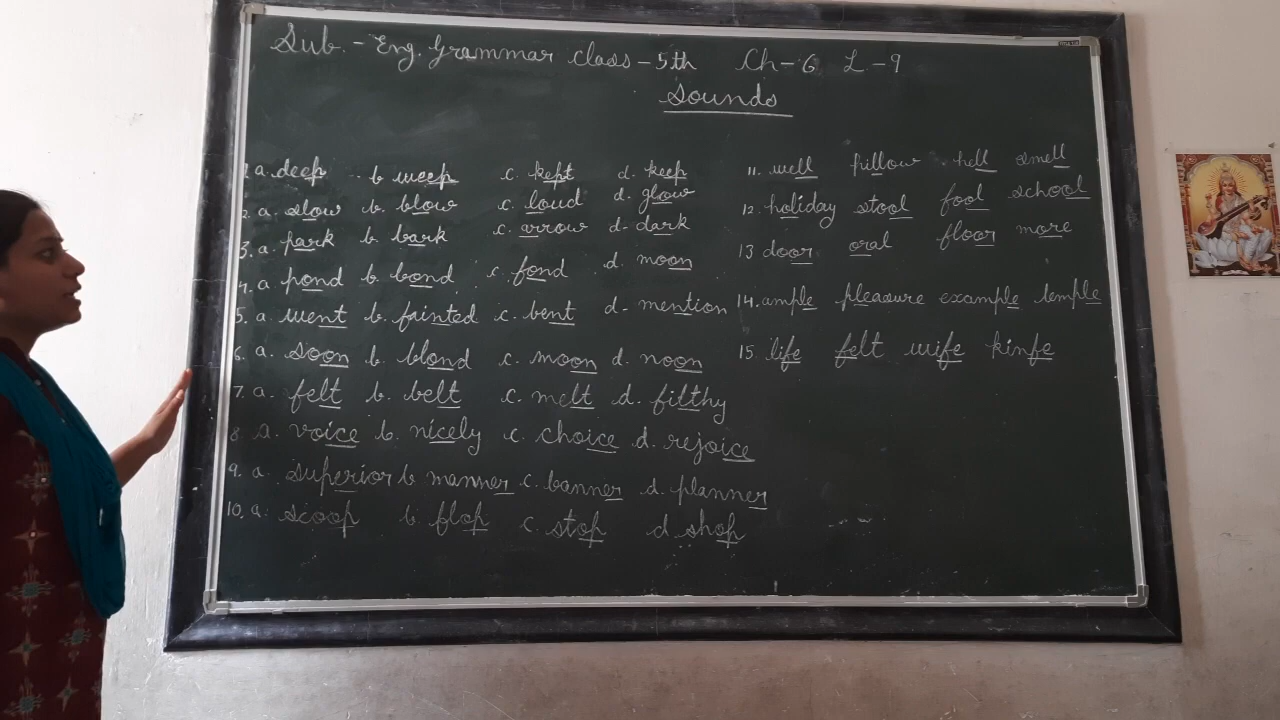 Sub. - Eng. Grammar class - 5th Ch - 6 L - 9
Sounds
1. a. deep b. weep c. kept d. keep
2. a. slow b. blow c. loud d. glow
3. a. park b. bark c. arrow d. dark
4. a. pond b. bond c. fond d. moon
5. a. went b. fainted c. bent d. mention
6. a. soon b. blond c. moon d. noon
7. a. felt b. belt c. melt d. filthy
8. a. voice b. nicely c. choice d. rejoice
9. a. superior b. manner c. banner d. planner
10. a. scoop b. flop c. stop d. shop
11. well pillow hell smell
12. holiday stool fool school
13 door oral floor more
14. ample pleasure example temple
15. life felt wife kinfe